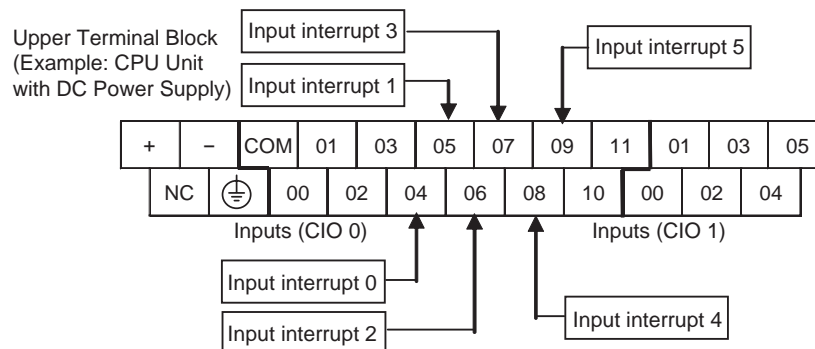 Upper Terminal Block
(Example: CPU Unit
with DC Power Supply)
Input interrupt 3
Input interrupt 5
Input interrupt 1
+ − COM 01 03 05 07 09 11 01 03 05
NC 00 02 04 06 08 10 00 02 04
Inputs (CIO 0) Inputs (CIO 1)
Input interrupt 0
Input interrupt 2
Input interrupt 4